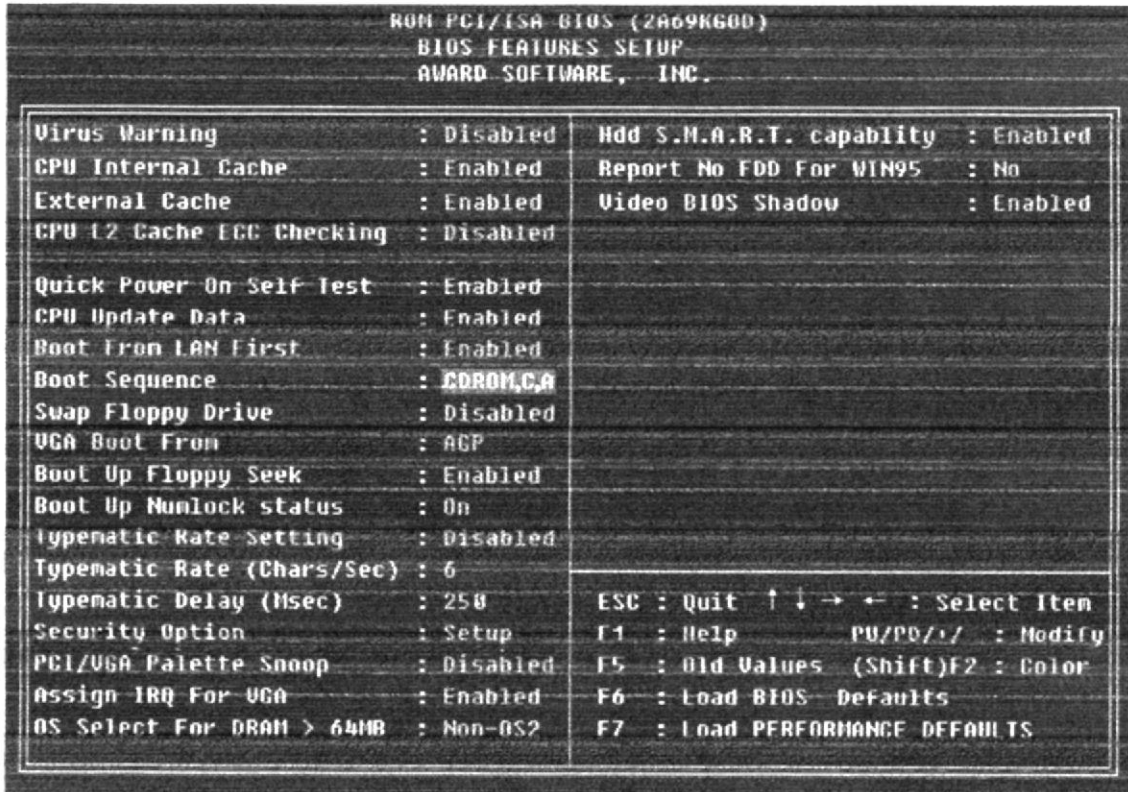 ROM PCI/ISA BIOS (2A69KG0D)
BIOS FEATURES SETUP
AWARD SOFTWARE, INC.
Virus Warning : Disabled
CPU Internal Cache : Enabled
External Cache : Enabled
CPU L2 Cache ECC Checking : Disabled
Quick Power On Self Test : Enabled
CPU Update Data : Enabled
Boot From LAN First : Enabled
Boot Sequence : CDROM,C,A
Swap Floppy Drive : Disabled
VGA Boot From : AGP
Boot Up Floppy Seek : Enabled
Boot Up Numlock status : On
Typematic Rate Setting : Disabled
Typematic Rate (Chars/Sec) : 6
Typematic Delay (Msec) : 250
Security Option : Setup
PCI/VGA Palette Snoop : Disabled
Assign IRQ For VGA : Enabled
OS Select For DRAM > 64MB : Non-OS2
Hdd S.M.A.R.T. capablity : Enabled
Report No FDD For WIN95 : No
Video BIOS Shadow : Enabled
ESC : Quit ↑ ↓ → ← : Select Item
F1 : Help PU/PD/+/- : Modify
F5 : Old Values (Shift)F2 : Color
F6 : Load BIOS Defaults
F7 : Load PERFORMANCE DEFAULTS